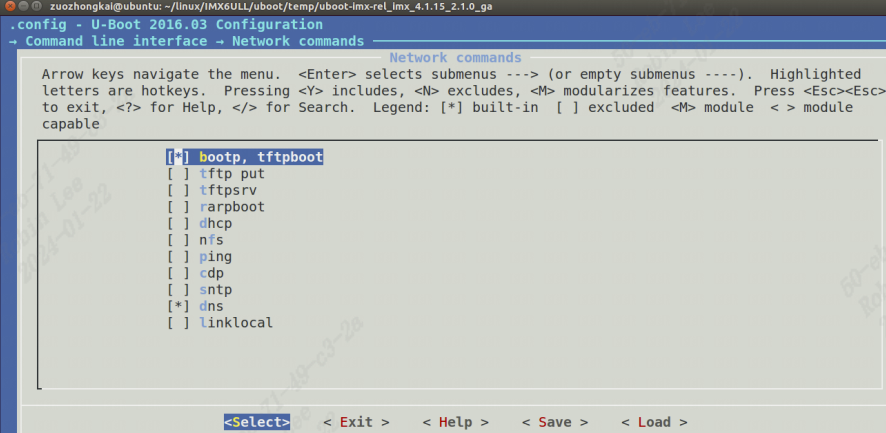 zuozhongkai@ubuntu: ~/linux/IMX6ULL/uboot/temp/uboot-imx-rel_imx_4.1.15_2.1.0_ga
.config - U-Boot 2016.03 Configuration
→ Command line interface → Network commands
Network commands
Arrow keys navigate the menu.  <Enter> selects submenus ---> (or empty submenus ----).  Highlighted
letters are hotkeys.  Pressing <Y> includes, <N> excludes, <M> modularizes features.  Press <Esc><Esc>
to exit, <?> for Help, </> for Search.  Legend: [*] built-in  [ ] excluded  <M> module  < > module
capable
[*] bootp, tftpboot
[ ] tftp put
[ ] tftpsrv
[ ] rarpboot
[ ] dhcp
[ ] nfs
[ ] ping
[ ] cdp
[ ] sntp
[*] dns
[ ] linklocal
<Select>    < Exit >    < Help >    < Save >    < Load >
2024-01-22